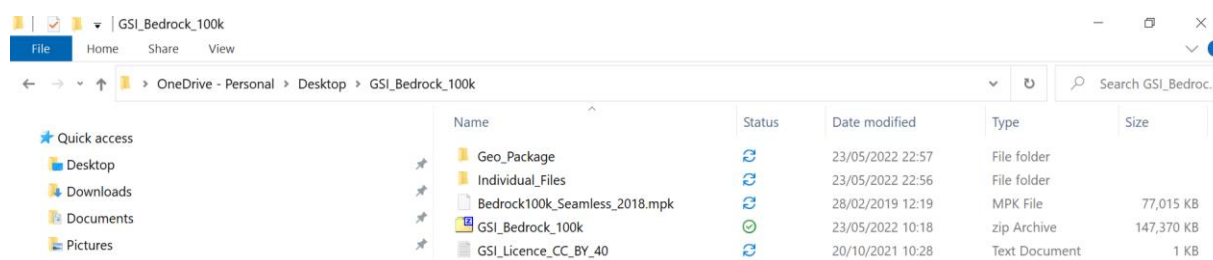 GSI_Bedrock_100k
File Home Share View
OneDrive - Personal > Desktop > GSI_Bedrock_100k Search GSI_Bedroc...
Name Status Date modified Type Size
Quick access
Geo_Package 23/05/2022 22:57 File folder
Desktop
Individual_Files 23/05/2022 22:56 File folder
Downloads
Bedrock100k_Seamless_2018.mpk 28/02/2019 12:19 MPK File 77,015 KB
Documents
GSI_Bedrock_100k 23/05/2022 10:18 zip Archive 147,370 KB
Pictures
GSI_Licence_CC_BY_40 20/10/2021 10:28 Text Document 1 KB